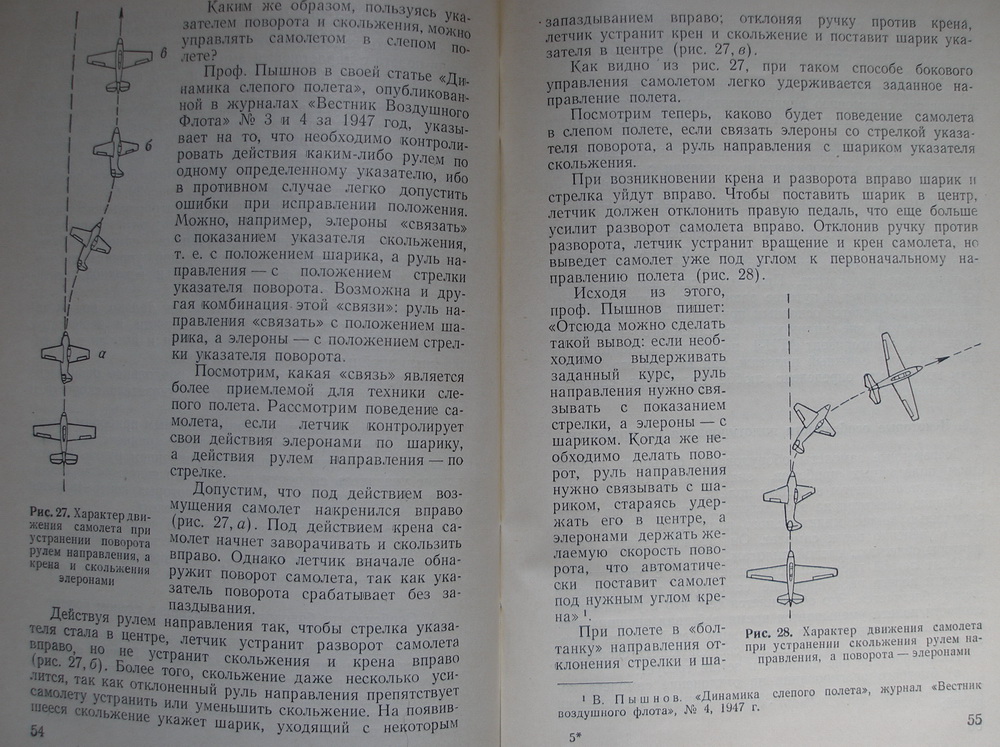 Каким же образом, пользуясь ука-
зателем поворота и скольжения, можно
управлять самолетом в слепом по-
лете?
Проф. Пышнов в своей статье «Ди-
намика слепого полета», опубликован-
ной в журналах «Вестник Воздушного
Флота» № 3 и 4 за 1947 год, указы-
вает на то, что необходимо контроли-
ровать действия каким-либо рулем по
одному определенному указателю, ибо
в противном случае легко допустить
ошибки при исправлении положения.
Можно, например, элероны «связать»
с показанием указателя скольжения,
т. е. с положением шарика, а руль на-
правления — с положением стрелки
указателя поворота. Возможна и дру-
гая комбинация этой «связи»: руль на-
правления «связать» с положением ша-
рика, а элероны — с положением стрел-
ки указателя поворота.
Посмотрим, какая «связь» является
более приемлемой для техники сле-
пого полета. Рассмотрим поведение са-
молета, если летчик контролирует
свои действия элеронами по шарику,
а действия рулем направления — по
стрелке.
Допустим, что под действием воз-
мущения самолет накренился вправо
(рис. 27, а). Под действием крена са-
молет начнет заворачивать и скользить
вправо. Однако летчик вначале обна-
ружит поворот самолета, так как ука-
затель поворота срабатывает без за-
паздывания.
в
б
а
Рис. 27. Характер дви-
жения самолета при
устранении поворота
рулем направления, а
крена и скольжения
элеронами
Действуя рулем направления так, чтобы стрелка указа-
теля стала в центре, летчик устранит разворот самолета
вправо, но не устранит скольжения и крена вправо
(рис. 27, б). Более того, скольжение даже несколько уси-
лится, так как отклоненный руль направления препятствует
самолету устранить или уменьшить скольжение. На появив-
шееся скольжение укажет шарик, уходящий с некоторым
54
запаздыванием вправо; отклоняя ручку против крена,
летчик устранит крен и скольжение и поставит шарик ука-
зателя в центре (рис. 27, в).
Как видно из рис. 27, при таком способе бокового
управления самолетом легко удерживается заданное на-
правление полета.
Посмотрим теперь, каково будет поведение самолета
в слепом полете, если связать элероны со стрелкой указа-
теля поворота, а руль направления с шариком указателя
скольжения.
При возникновении крена и разворота вправо шарик и
стрелка уйдут вправо. Чтобы поставить шарик в центр,
летчик должен отклонить правую педаль, что еще больше
усилит разворот самолета вправо. Отклонив ручку против
разворота, летчик устранит вращение и крен самолета, но
выведет самолет уже под углом к первоначальному на-
правлению полета (рис. 28).
Исходя из этого,
проф. Пышнов пишет:
«Отсюда можно сделать
такой вывод: если необ-
ходимо выдерживать
заданный курс, руль
направления нужно свя-
зывать с показанием
стрелки, а элероны — с
шариком. Когда же не-
обходимо делать пово-
рот, руль направления
нужно связывать с ша-
риком, стараясь удер-
жать его в центре, а
элеронами держать же-
лаемую скорость пово-
рота, что автоматиче-
ски поставит самолет
под нужным углом кре-
на» ¹.
При полете в «бол-
танку» направления от-
клонения стрелки и ша-
Рис. 28. Характер движения самолета
при устранении скольжения рулем на-
правления, а поворота — элеронами
¹ В. Пышнов. «Динамика слепого полета», журнал «Вестник
воздушного флота», № 4, 1947 г.
5*
55